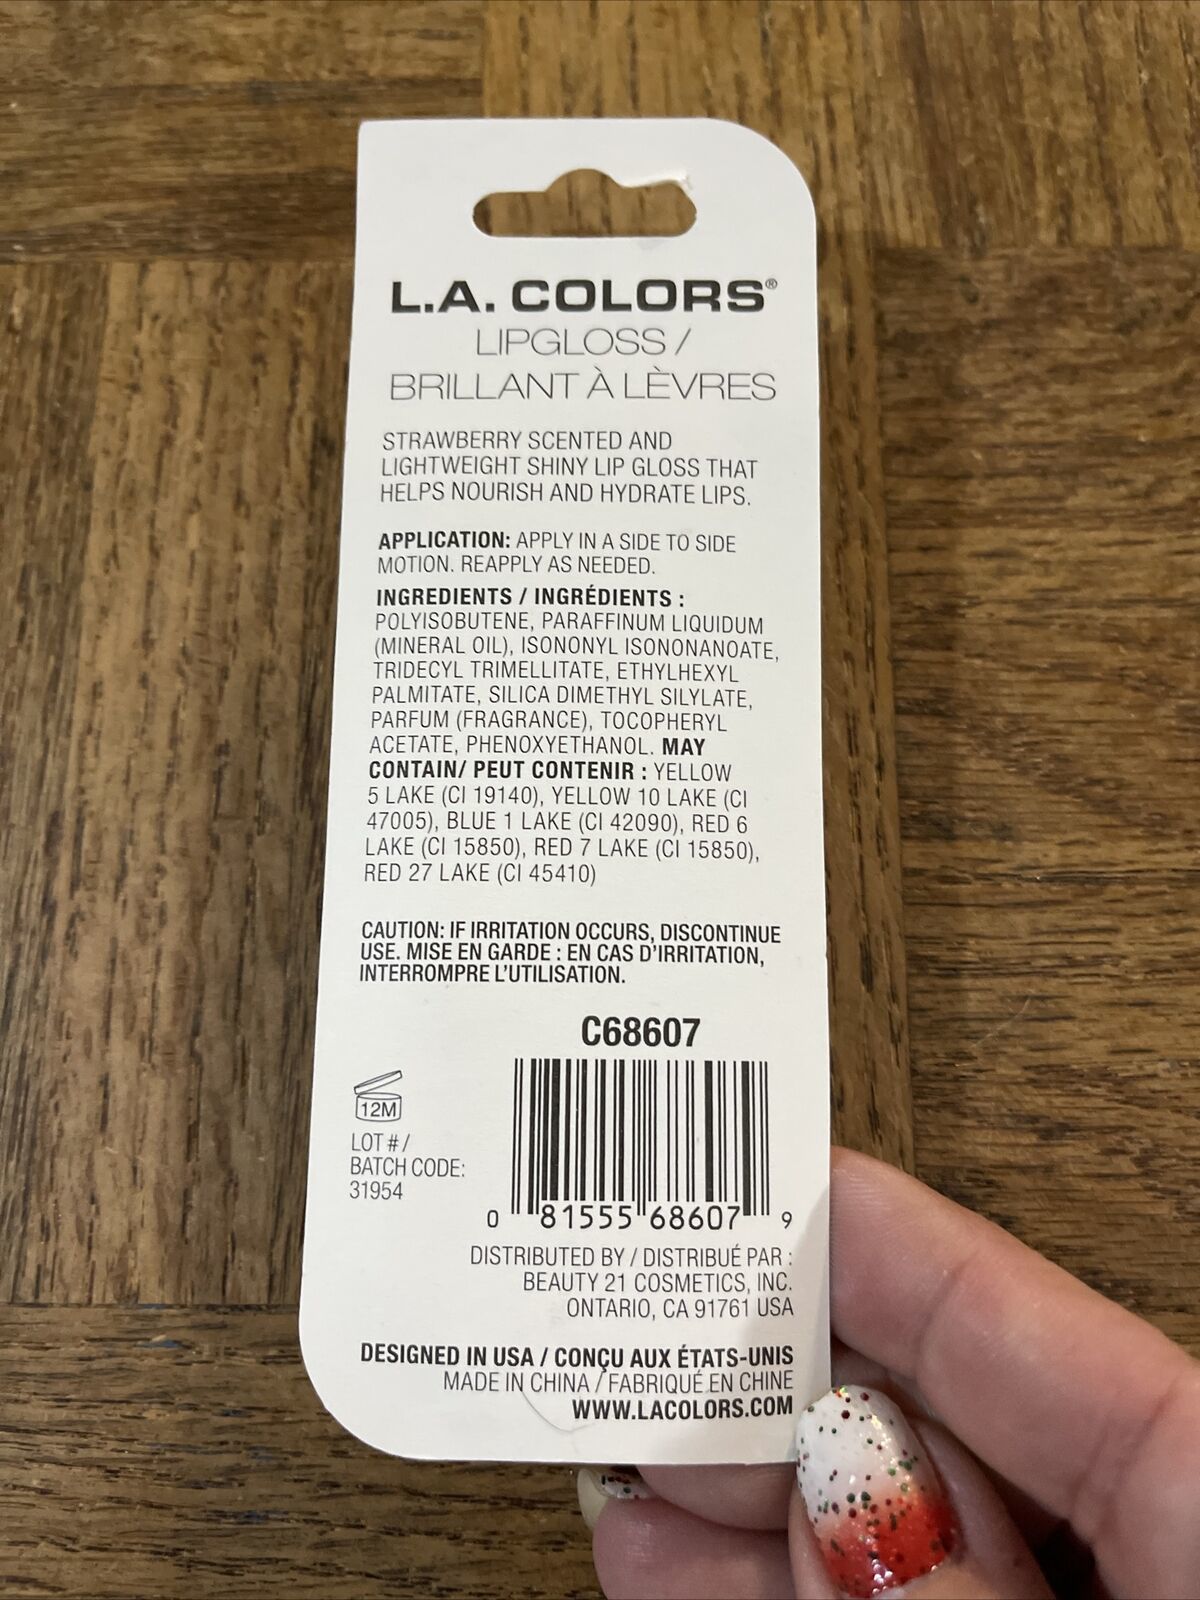 L.A. COLORS®
LIPGLOSS /
BRILLANT À LÈVRES
STRAWBERRY SCENTED AND
LIGHTWEIGHT SHINY LIP GLOSS THAT
HELPS NOURISH AND HYDRATE LIPS.
APPLICATION: APPLY IN A SIDE TO SIDE
MOTION. REAPPLY AS NEEDED.
INGREDIENTS / INGRÉDIENTS :
POLYISOBUTENE, PARAFFINUM LIQUIDUM
(MINERAL OIL), ISONONYL ISONONANOATE,
TRIDECYL TRIMELLITATE, ETHYLHEXYL
PALMITATE, SILICA DIMETHYL SILYLATE,
PARFUM (FRAGRANCE), TOCOPHERYL
ACETATE, PHENOXYETHANOL. MAY
CONTAIN/ PEUT CONTENIR : YELLOW
5 LAKE (CI 19140), YELLOW 10 LAKE (CI
47005), BLUE 1 LAKE (CI 42090), RED 6
LAKE (CI 15850), RED 7 LAKE (CI 15850),
RED 27 LAKE (CI 45410)
CAUTION: IF IRRITATION OCCURS, DISCONTINUE
USE. MISE EN GARDE : EN CAS D'IRRITATION,
INTERROMPRE L'UTILISATION.
C68607
12M
LOT # /
BATCH CODE:
31954
0 81555 68607 9
DISTRIBUTED BY / DISTRIBUÉ PAR :
BEAUTY 21 COSMETICS, INC.
ONTARIO, CA 91761 USA
DESIGNED IN USA / CONÇU AUX ÉTATS-UNIS
MADE IN CHINA / FABRIQUÉ EN CHINE
WWW.LACOLORS.COM